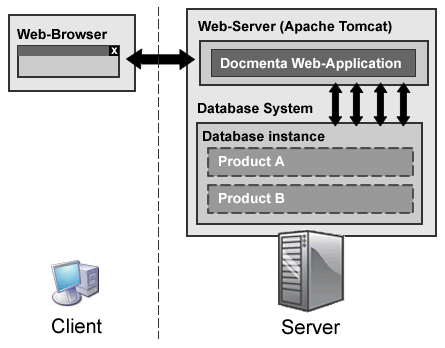 Web-Browser
X
Web-Server (Apache Tomcat)
Docmenta Web-Application
Database System
Database instance
Product A
Product B
Client
Server